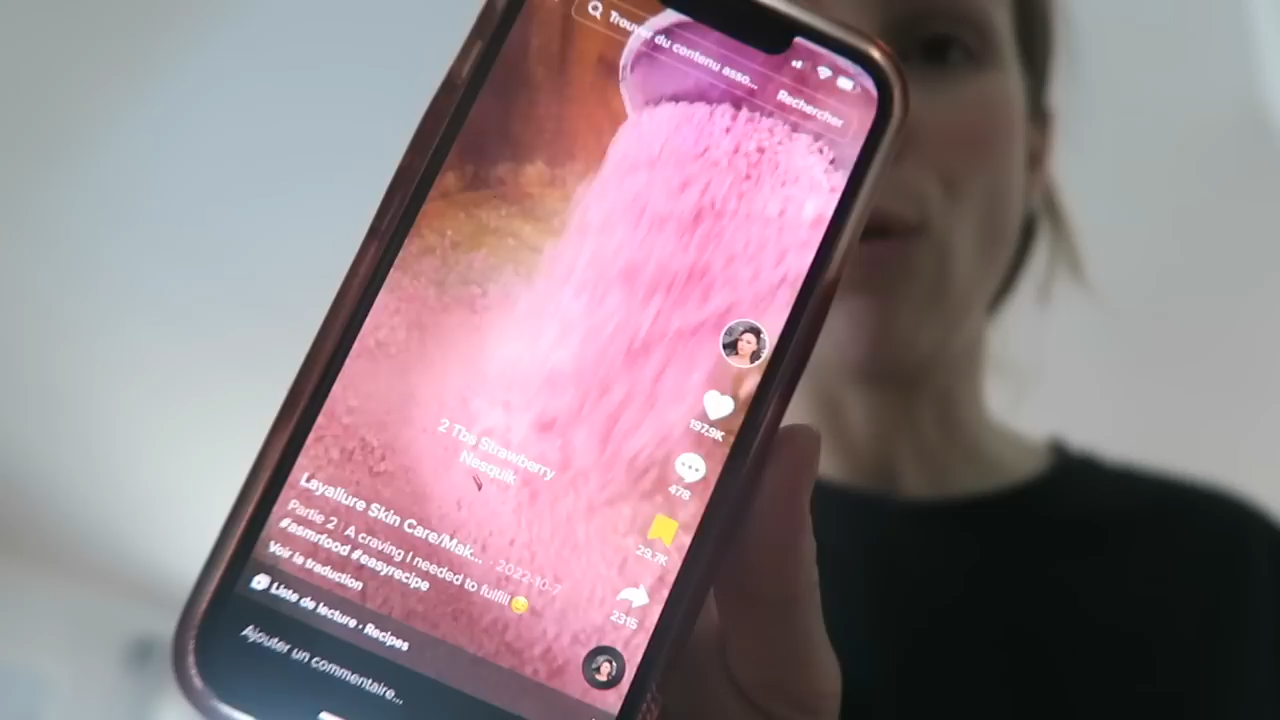 Trouver du contenu asso...
Rechercher
197,9K
478
29,7K
2315
2 Tbs Strawberry
Nesquik
Layallure Skin Care/Mak... · 2022-10-7
Partie 2 | A craving I needed to fulfill😉
#asmrfood #easyrecipe
Voir la traduction
Liste de lecture · Recipes
Ajouter un commentaire...